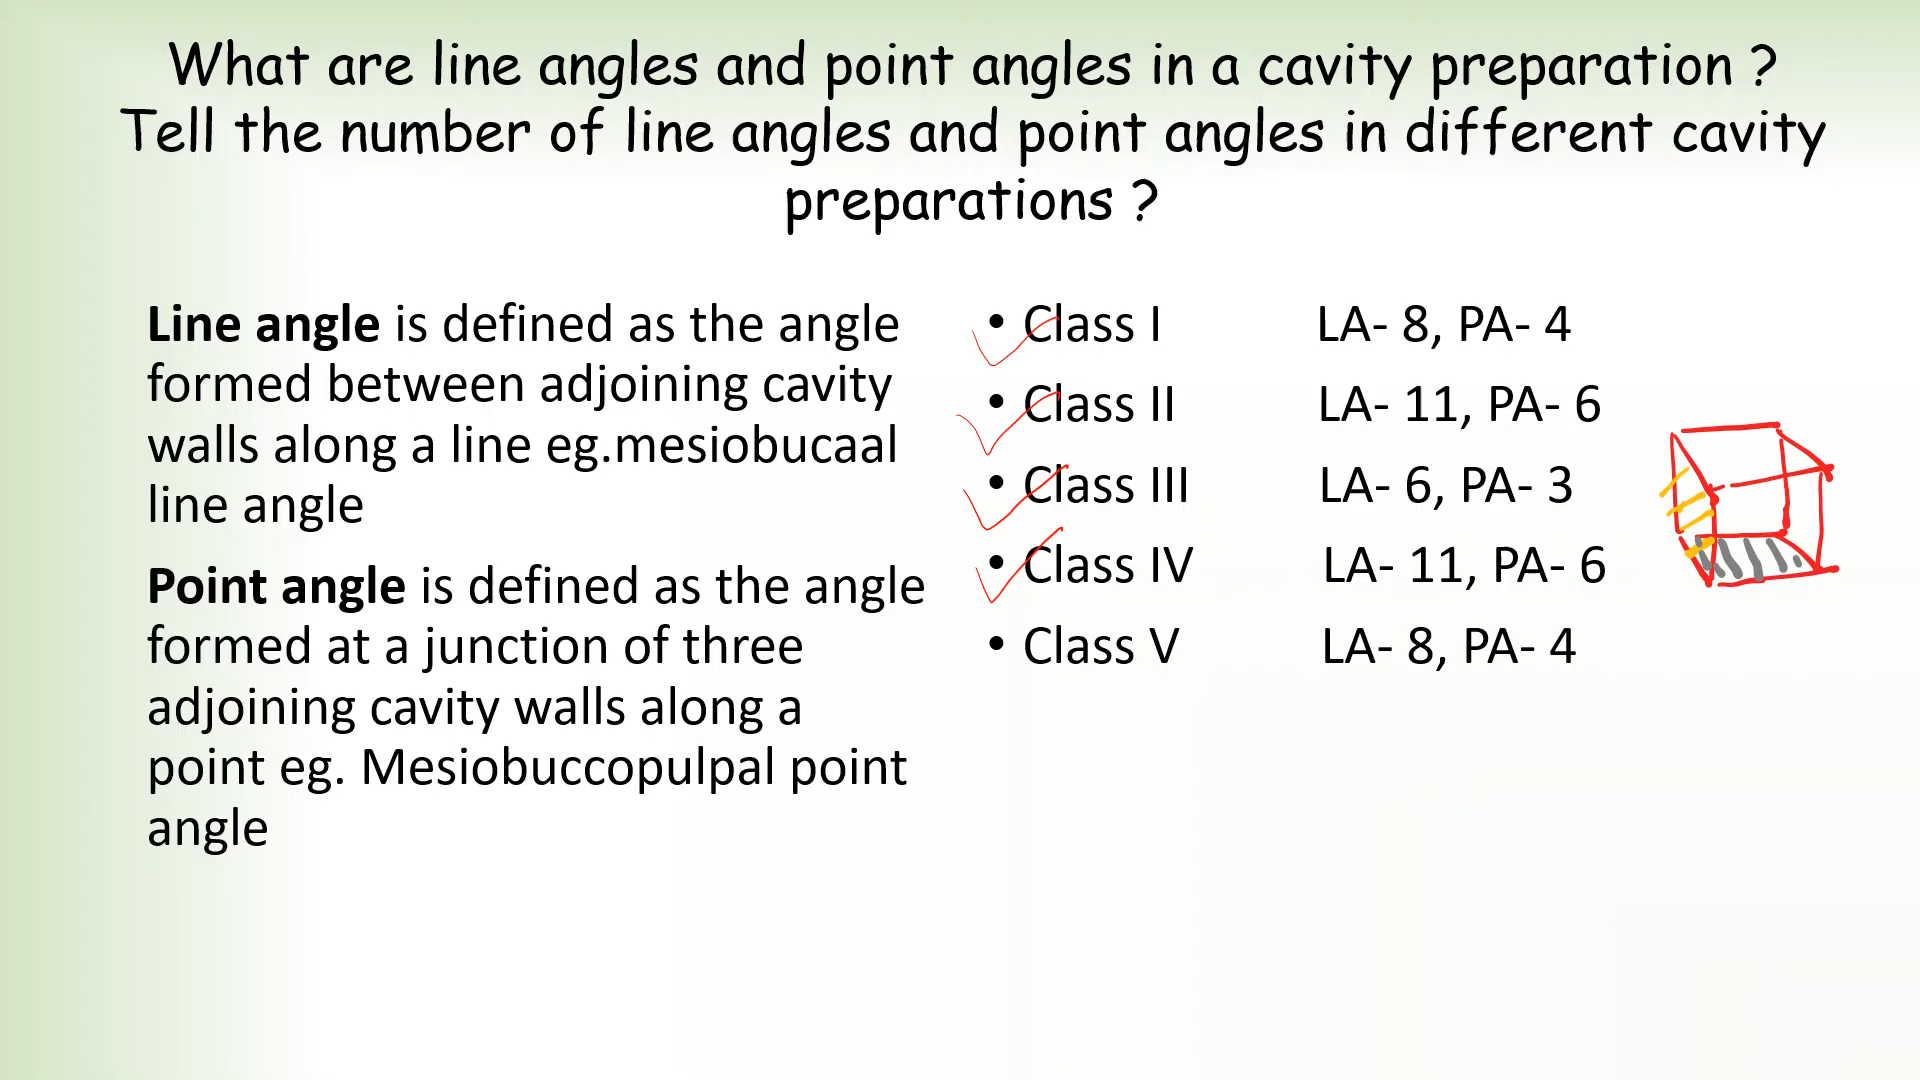 What are line angles and point angles in a cavity preparation ?
Tell the number of line angles and point angles in different cavity
preparations ?
Line angle is defined as the angle
formed between adjoining cavity
walls along a line eg.mesiobucaal
line angle
Point angle is defined as the angle
formed at a junction of three
adjoining cavity walls along a
point eg. Mesiobuccopulpal point
angle
• Class I LA- 8, PA- 4
• Class II LA- 11, PA- 6
• Class III LA- 6, PA- 3
• Class IV LA- 11, PA- 6
• Class V LA- 8, PA- 4